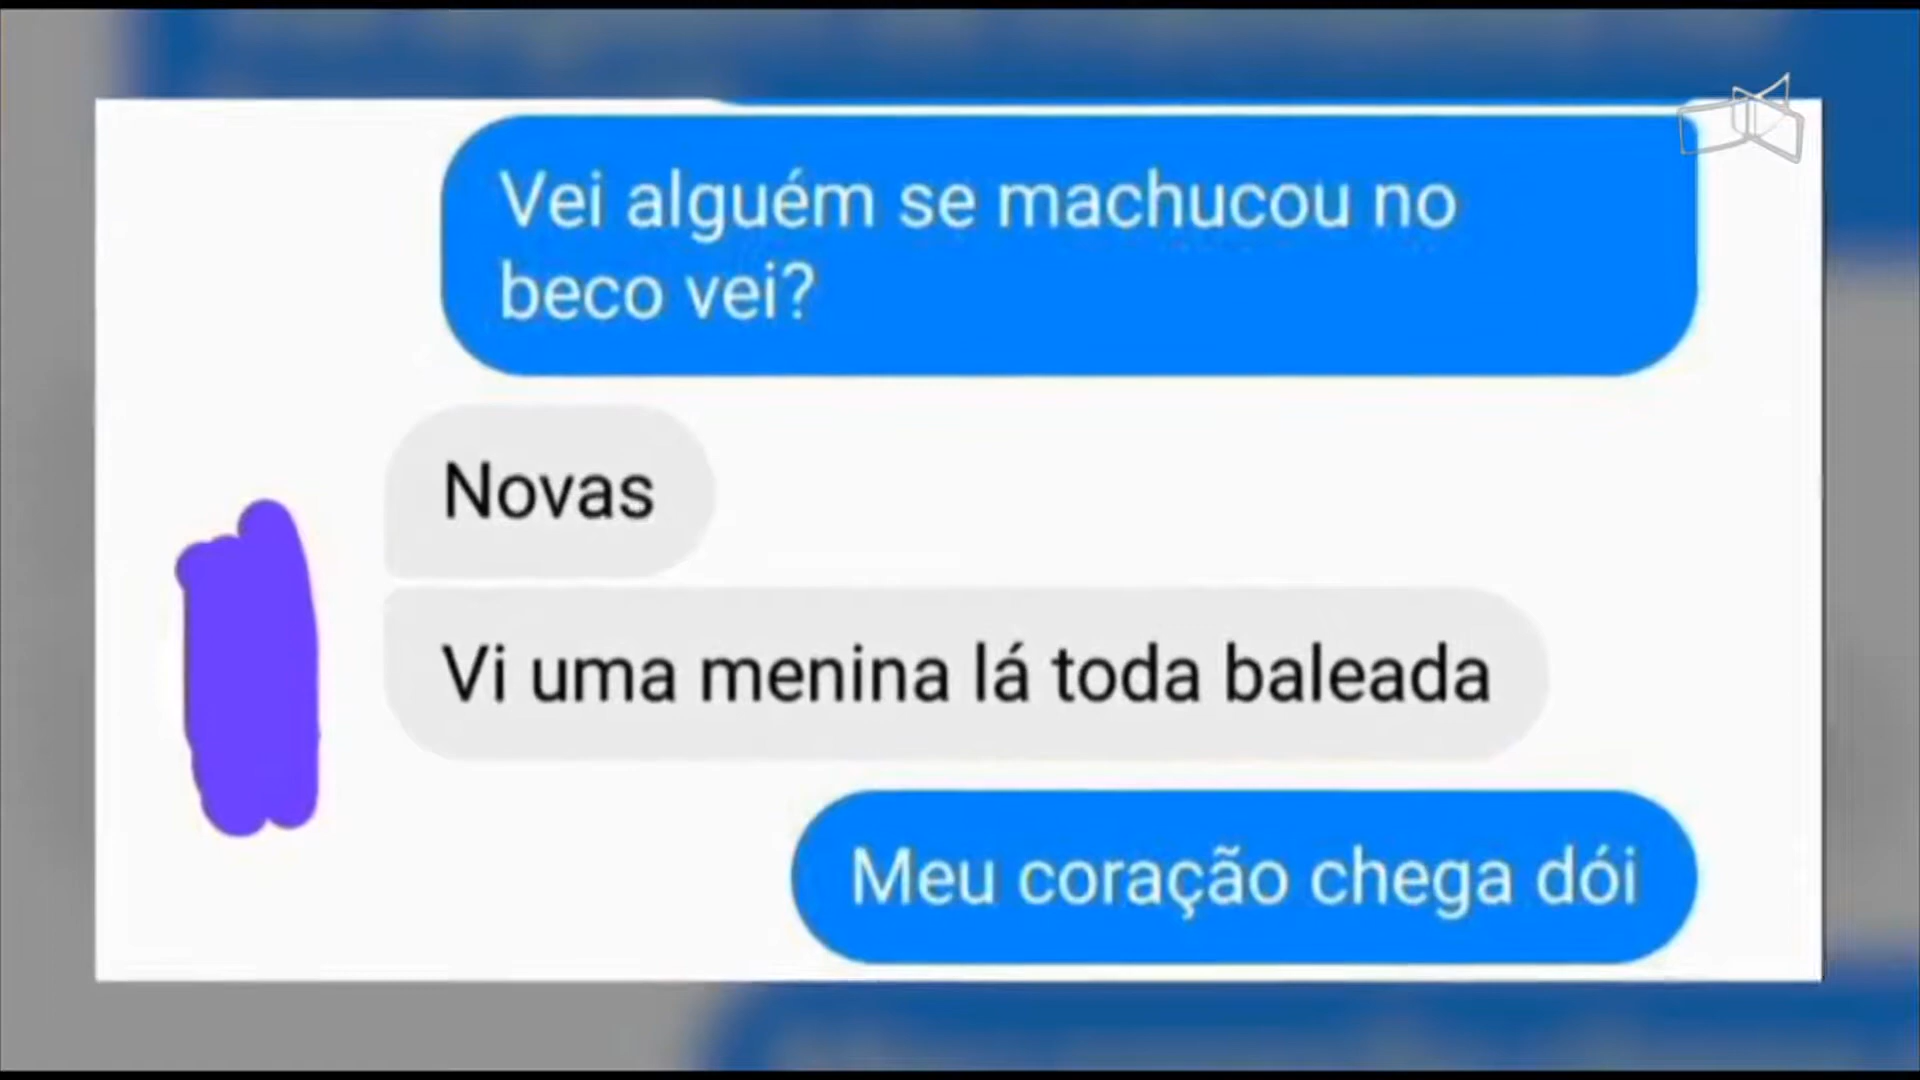 Vei alguém se machucou no
beco vei?
Novas
Vi uma menina lá toda baleada
Meu coração chega dói